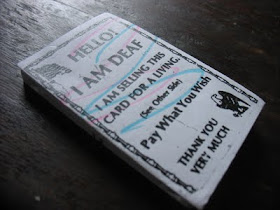 HELLO!
I AM DEAF
I AM SELLING THIS
CARD FOR A LIVING.
(See Other Side)
Pay What You Wish
THANK YOU
VERY MUCH